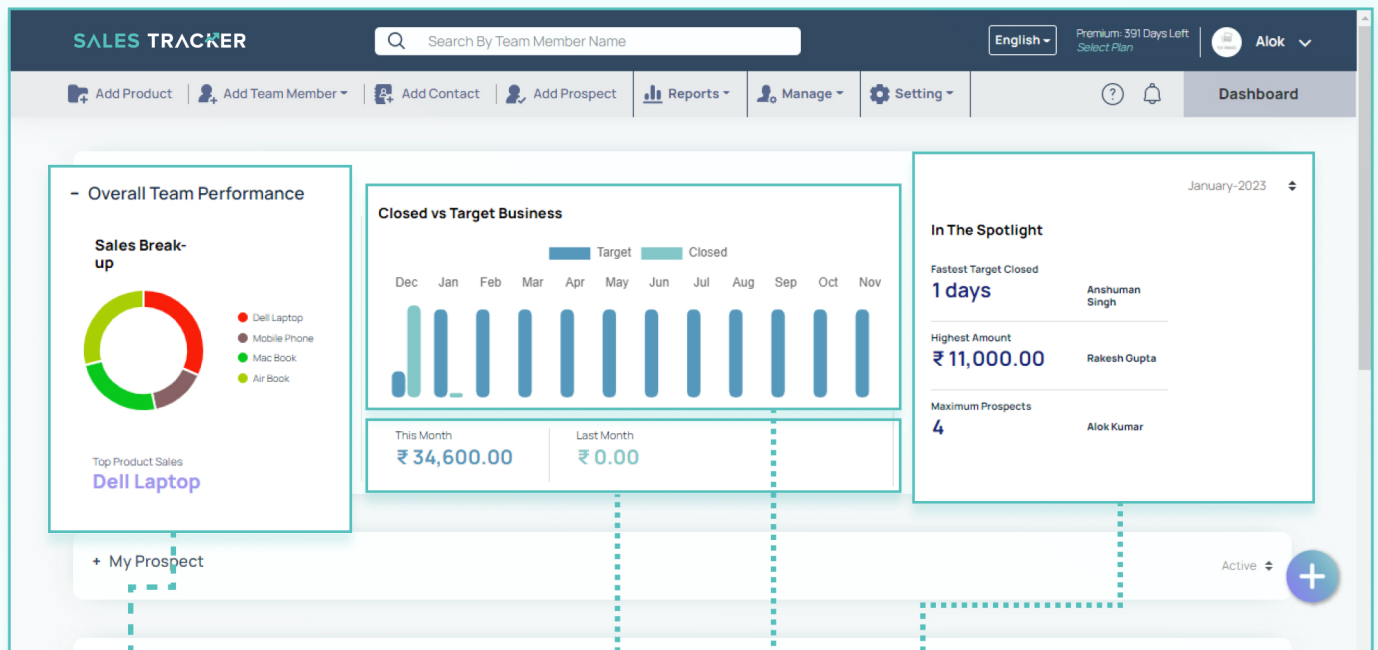 SALES TRACKER
Search By Team Member Name
English
Premium: 391 Days Left
Select Plan
Alok
Add Product
Add Team Member
Add Contact
Add Prospect
Reports
Manage
Setting
?
Dashboard
− Overall Team Performance
Sales Break-
up
Dell Laptop
Mobile Phone
Mac Book
Air Book
Top Product Sales
Dell Laptop
Closed vs Target Business
Target Closed
Dec Jan Feb Mar Apr May Jun Jul Aug Sep Oct Nov
This Month
₹ 34,600.00
Last Month
₹ 0.00
January-2023
In The Spotlight
Fastest Target Closed
1 days
Anshuman
Singh
Highest Amount
₹ 11,000.00
Rakesh Gupta
Maximum Prospects
4
Alok Kumar
+ My Prospect
Active
+